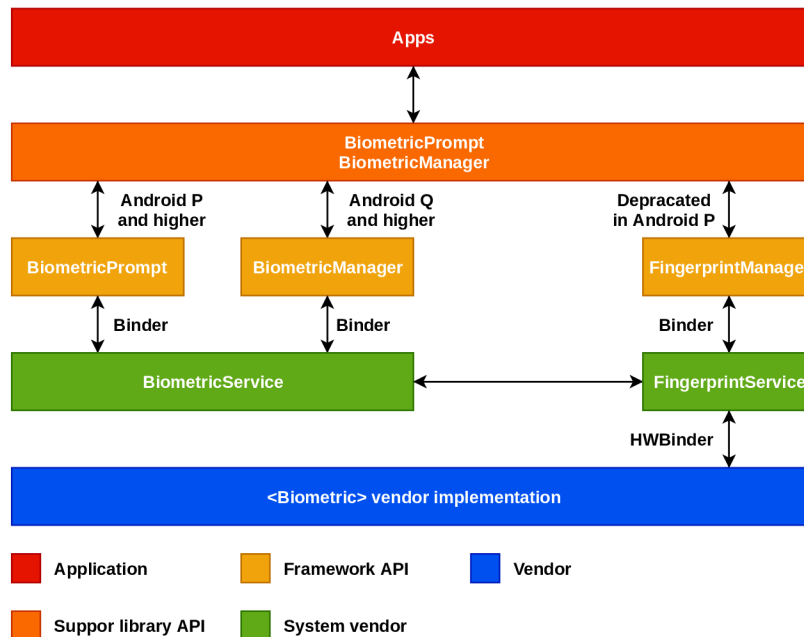 Apps
BiometricPrompt
BiometricManager
Android P
and higher
Android Q
and higher
Depracated
in Android P
BiometricPrompt
BiometricManager
FingerprintManage
Binder
Binder
Binder
BiometricService
FingerprintService
HWBinder
<Biometric> vendor implementation
Application
Framework API
Vendor
Suppor library API
System vendor